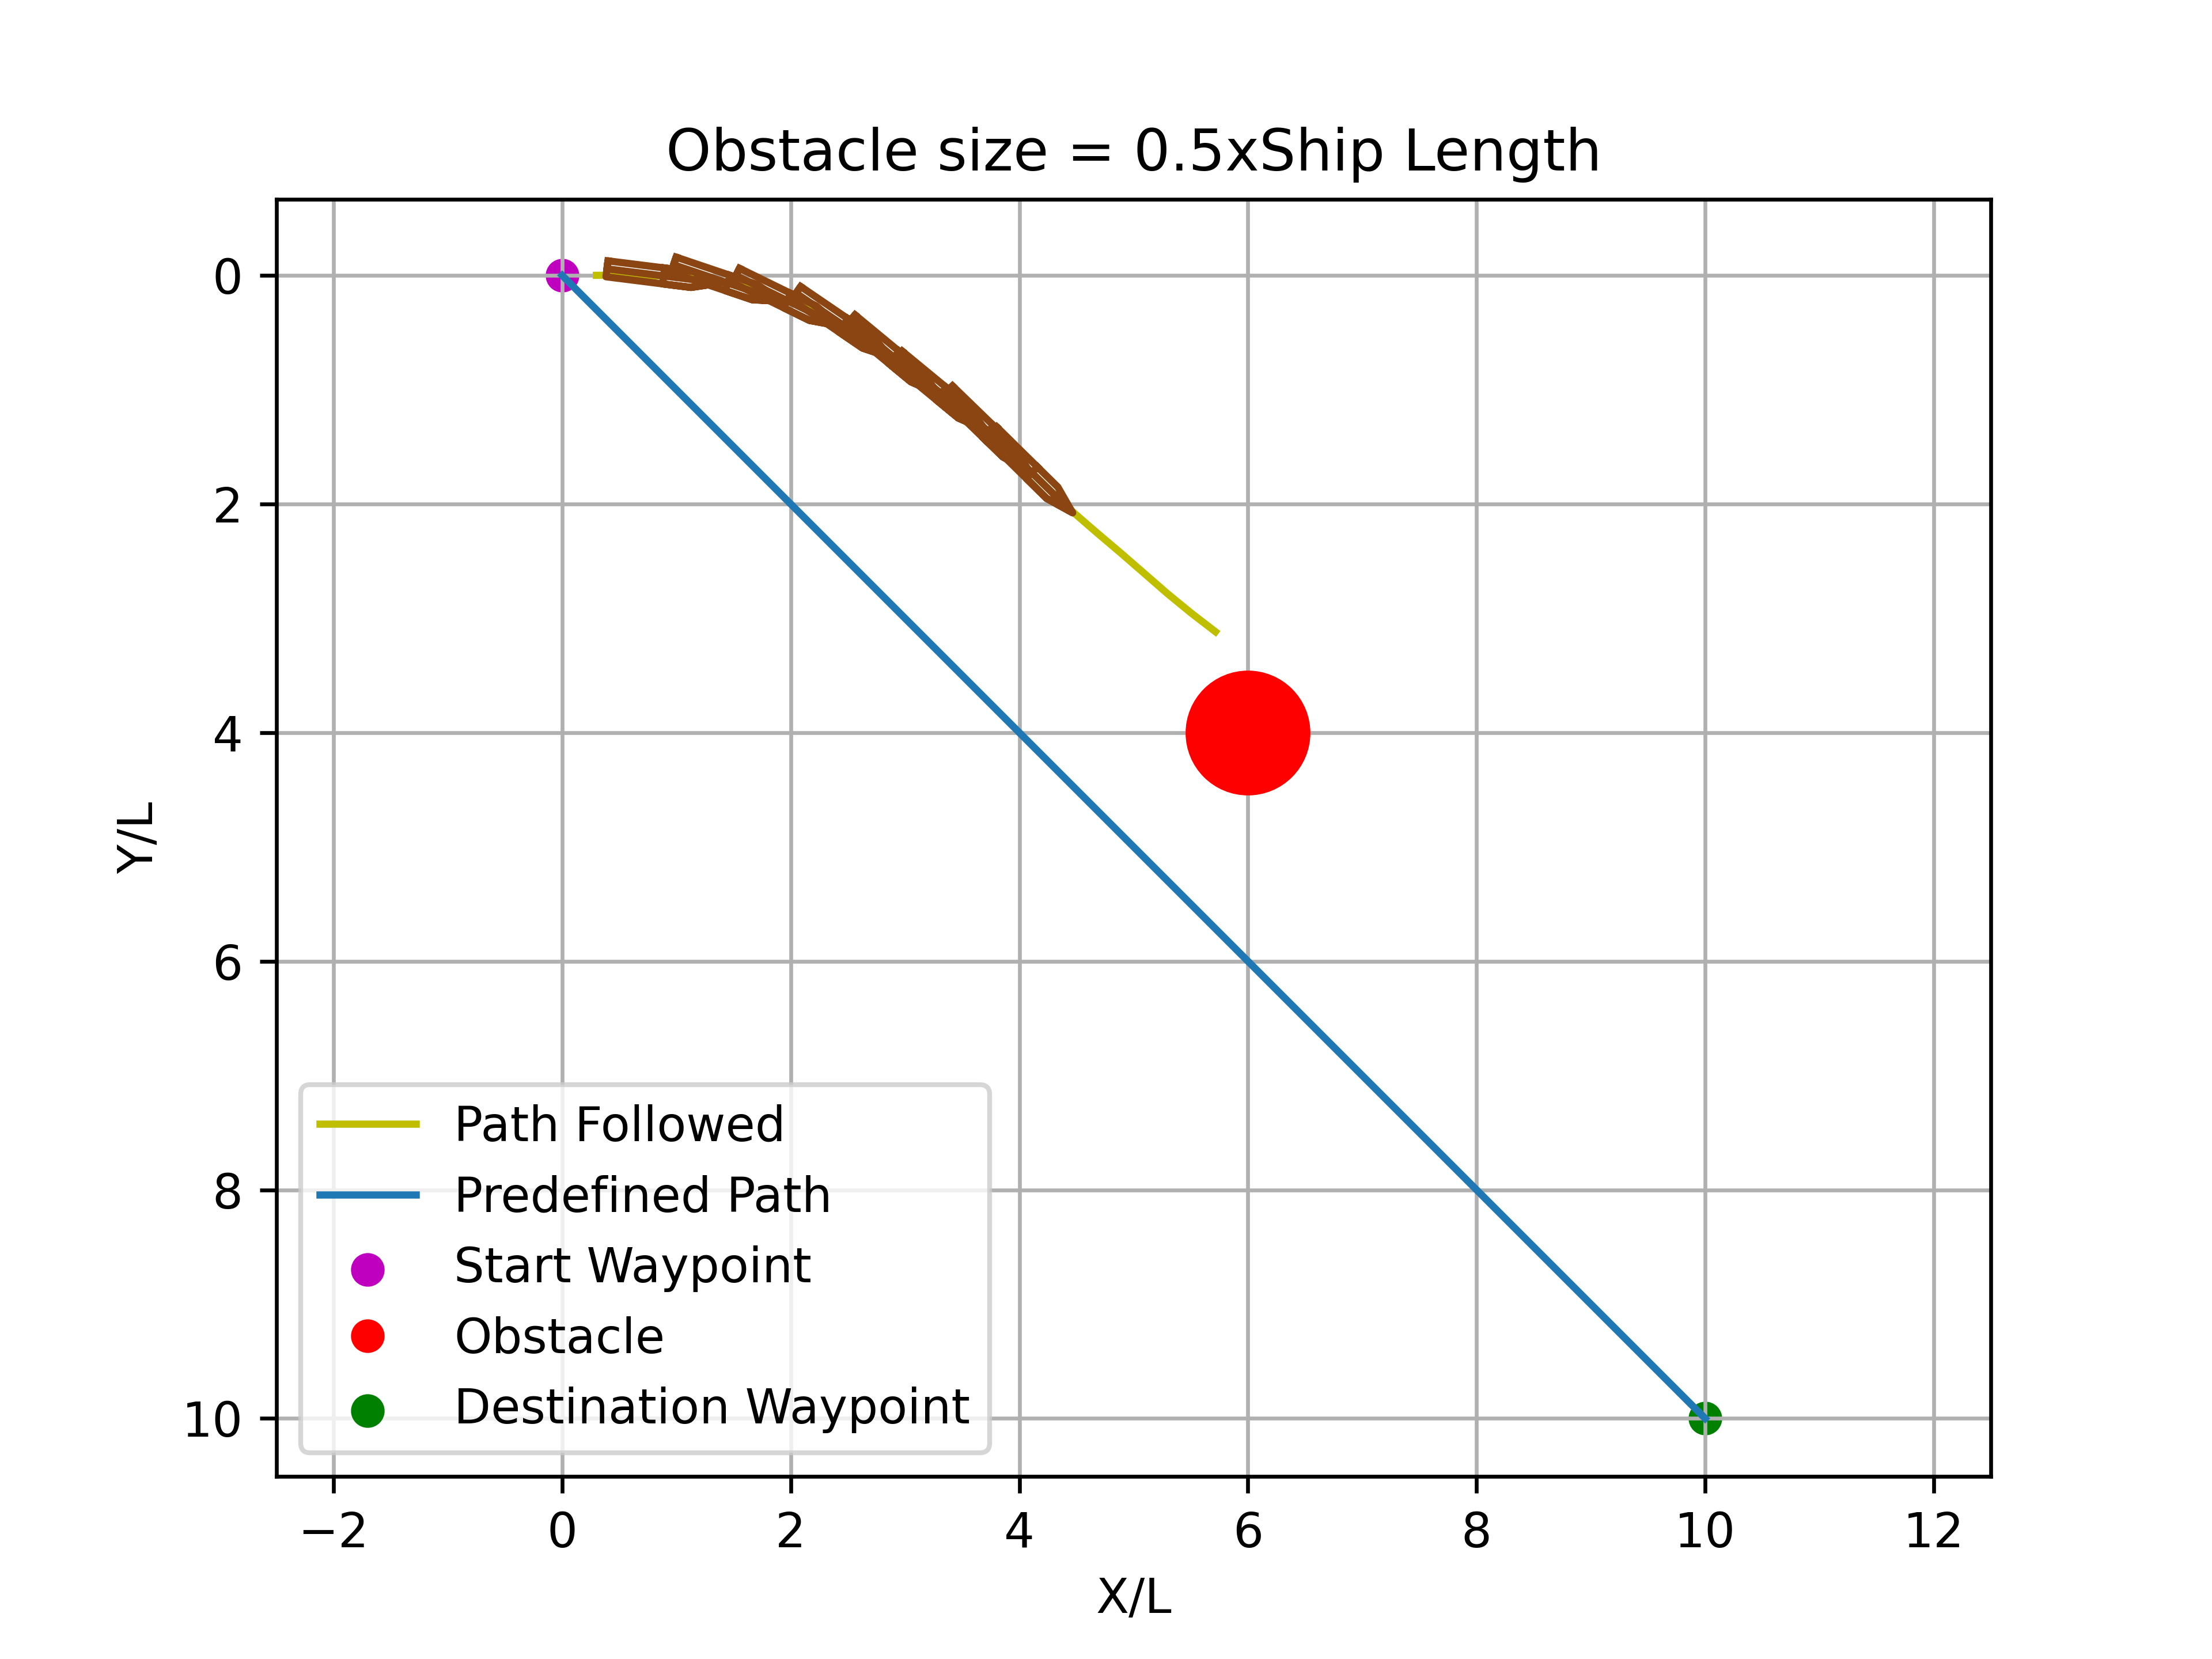 Obstacle size = 0.5xShip Length
0
2
4
6
8
10
Y/L
Path Followed
Predefined Path
Start Waypoint
Obstacle
Destination Waypoint
−2 0 2 4 6 8 10 12
X/L